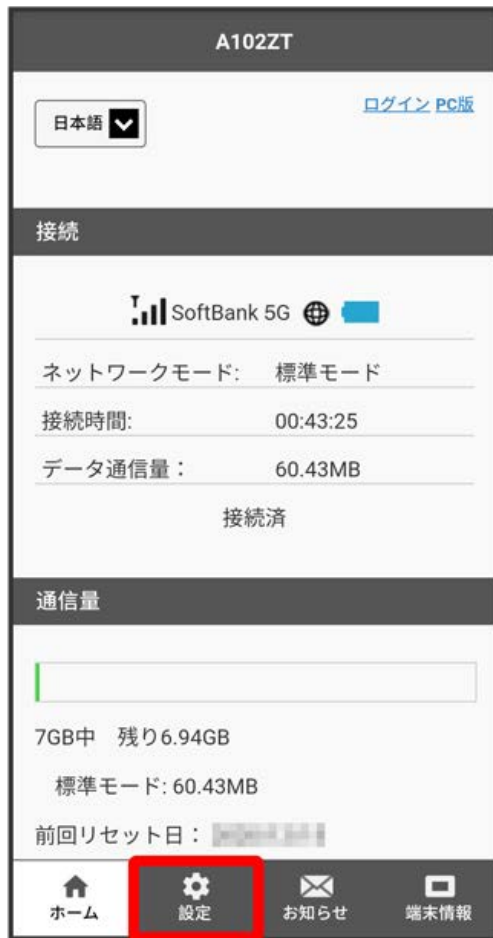 A102ZT
日本語
ログイン PC版
接続
SoftBank 5G
ネットワークモード: 標準モード
接続時間: 00:43:25
データ通信量： 60.43MB
接続済
通信量
7GB中 残り6.94GB
標準モード: 60.43MB
前回リセット日：
ホーム 設定 お知らせ 端末情報